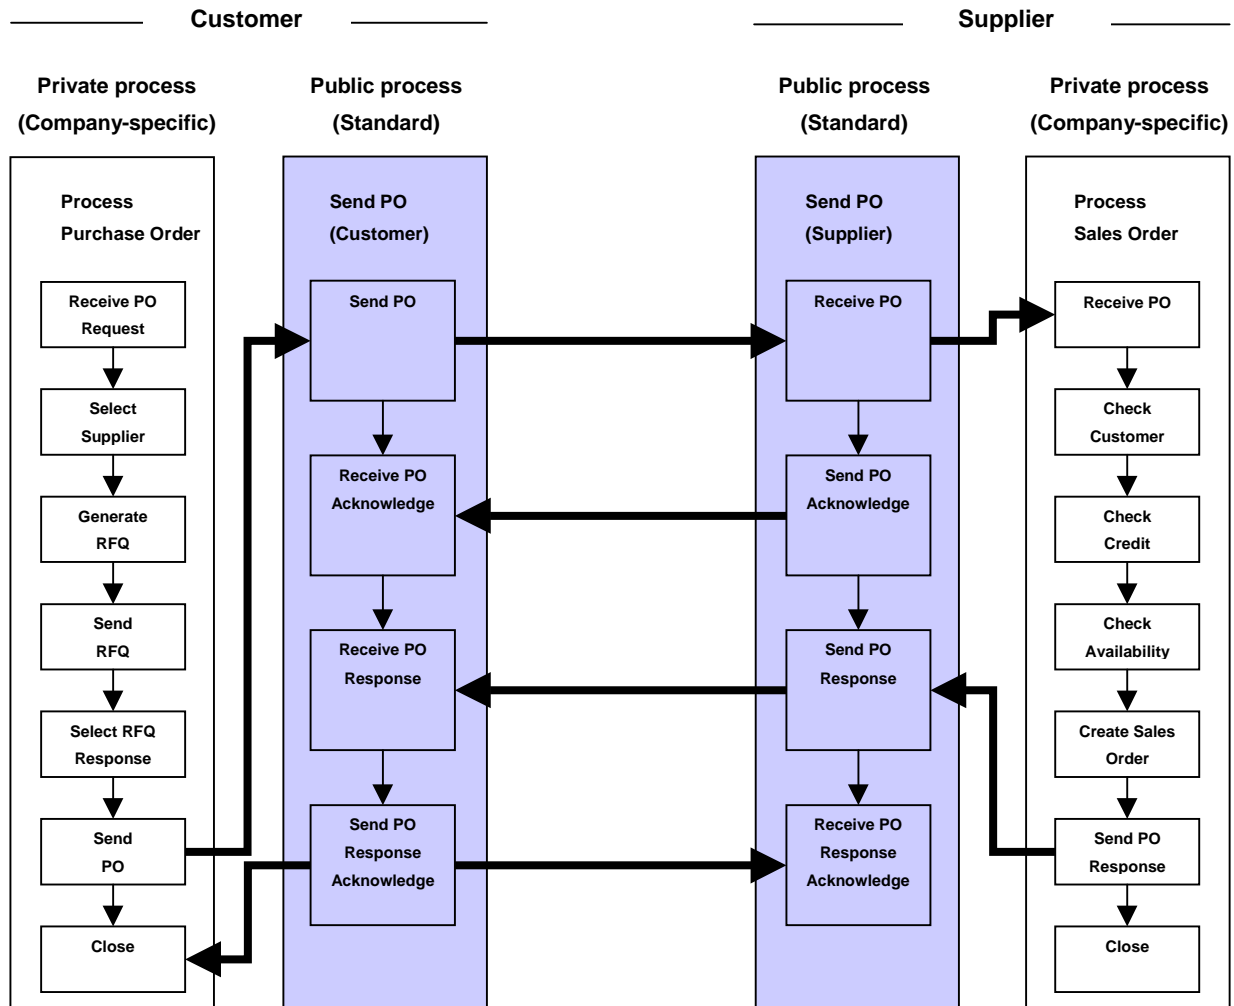 Customer
Supplier
Private process
(Company-specific)
Public process
(Standard)
Public process
(Standard)
Private process
(Company-specific)
Process
Purchase Order
Receive PO
Request
Select
Supplier
Generate
RFQ
Send
RFQ
Select RFQ
Response
Send
PO
Close
Send PO
(Customer)
Send PO
Receive PO
Acknowledge
Receive PO
Response
Send PO
Response
Acknowledge
Send PO
(Supplier)
Receive PO
Send PO
Acknowledge
Send PO
Response
Receive PO
Response
Acknowledge
Process
Sales Order
Receive PO
Check
Customer
Check
Credit
Check
Availability
Create Sales
Order
Send PO
Response
Close